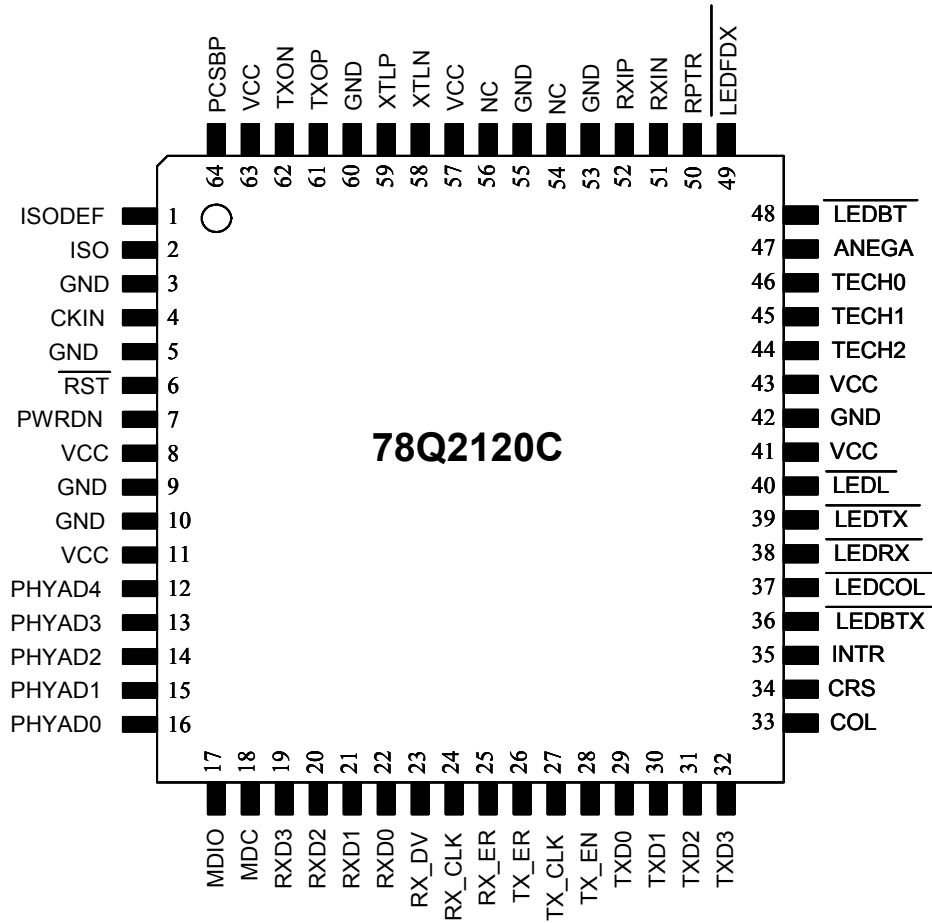 PCSBP
VCC
TXON
TXOP
GND
XTLP
XTLN
VCC
NC
GND
NC
GND
RXIP
RXIN
RPTR
LEDFDX
64
63
62
61
60
59
58
57
56
55
54
53
52
51
50
49
ISODEF 1
ISO 2
GND 3
CKIN 4
GND 5
RST 6
PWRDN 7
VCC 8
GND 9
GND 10
VCC 11
PHYAD4 12
PHYAD3 13
PHYAD2 14
PHYAD1 15
PHYAD0 16
78Q2120C
48 LEDBT
47 ANEGA
46 TECH0
45 TECH1
44 TECH2
43 VCC
42 GND
41 VCC
40 LEDL
39 LEDTX
38 LEDRX
37 LEDCOL
36 LEDBTX
35 INTR
34 CRS
33 COL
17
18
19
20
21
22
23
24
25
26
27
28
29
30
31
32
MDIO
MDC
RXD3
RXD2
RXD1
RXD0
RX_DV
RX_CLK
RX_ER
TX_ER
TX_CLK
TX_EN
TXD0
TXD1
TXD2
TXD3